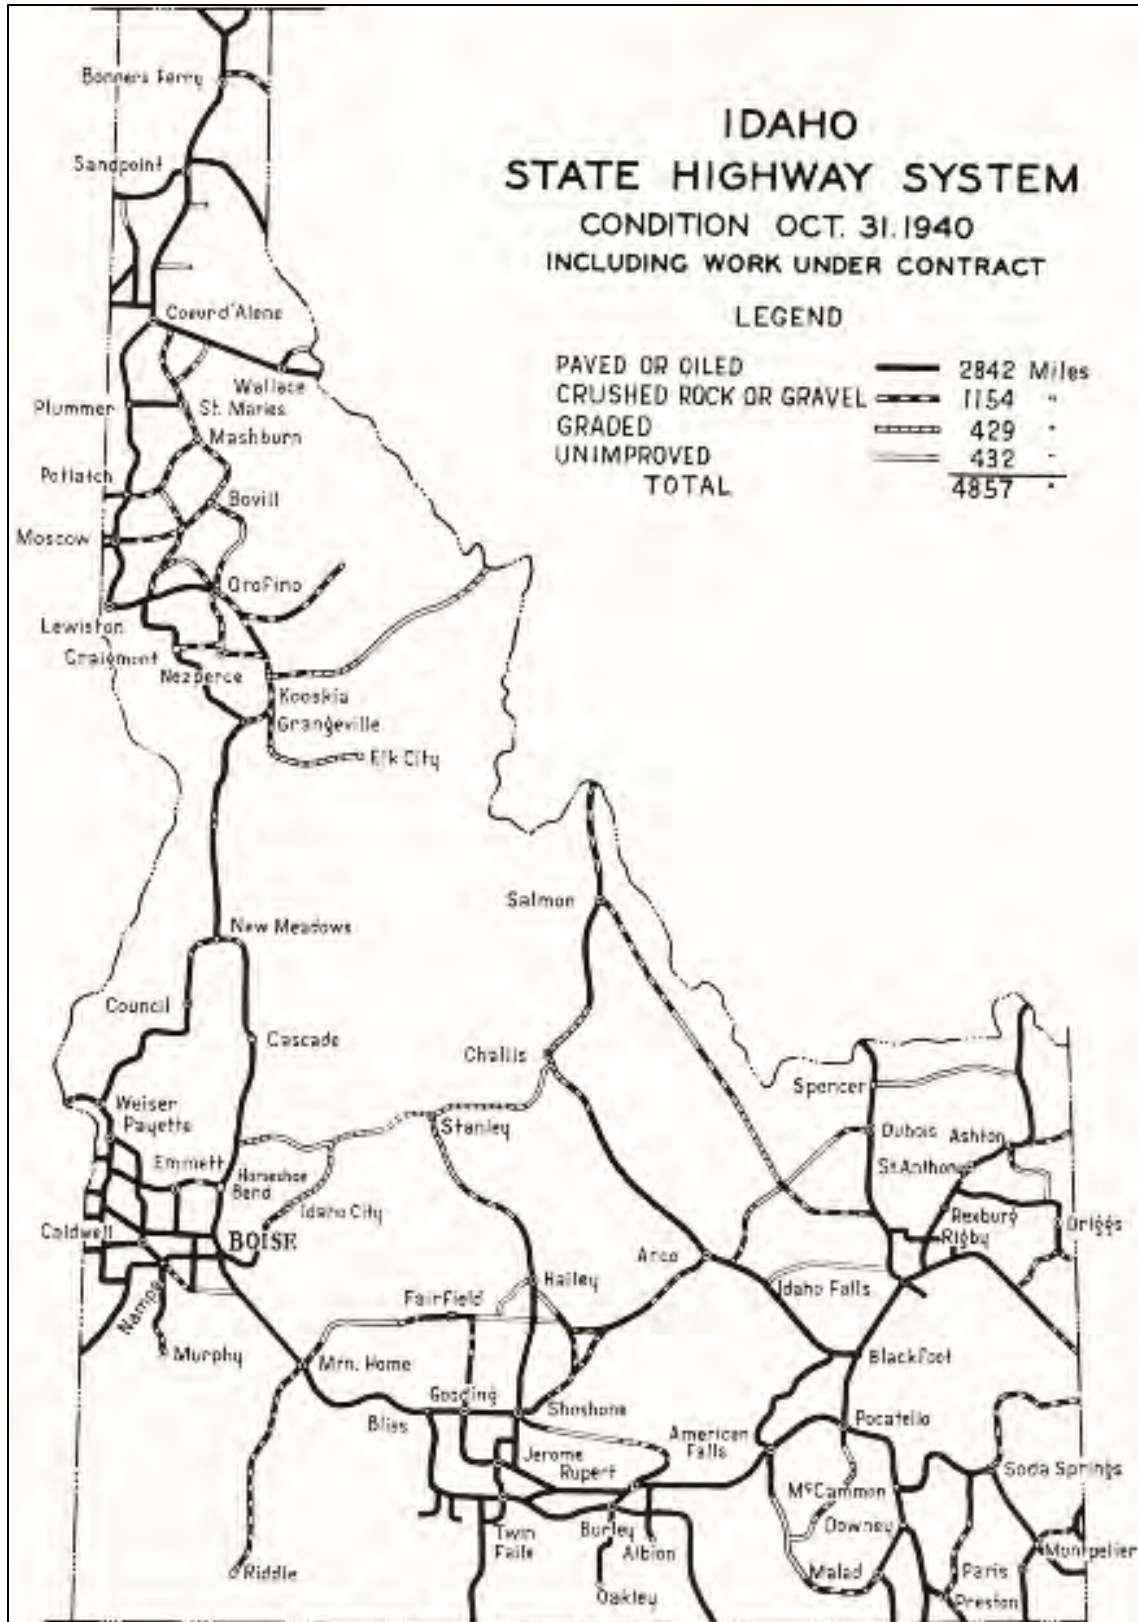 IDAHO
STATE HIGHWAY SYSTEM
CONDITION OCT. 31. 1940
INCLUDING WORK UNDER CONTRACT
LEGEND
PAVED OR OILED 2842 Miles
CRUSHED ROCK OR GRAVEL 1154 "
GRADED 429 "
UNIMPROVED 432 "
TOTAL 4857 "
Bonners Ferry
Sandpoint
Coeur d'Alene
Wallace
Plummer
St. Maries
Mashburn
Potlatch
Bovill
Moscow
Orofino
Lewiston
Craigmont
Nezperce
Kooskia
Grangeville
Elk City
Salmon
New Meadows
Council
Cascade
Challis
Spencer
Weiser
Payette
Stanley
Dubois
Ashton
Emmett
Horseshoe
Bend
St. Anthony
Idaho City
Rexburg
Driggs
Caldwell
BOISE
Rigby
Arco
Hailey
Idaho Falls
Nampa
Fairfield
Murphy
Mtn. Home
Blackfoot
Gooding
Bliss
Shoshone
American
Falls
Pocatello
Jerome
Rupert
Soda Springs
McCammon
Twin
Falls
Burley
Albion
Downey
Montpelier
Riddle
Malad
Paris
Oakley
Preston